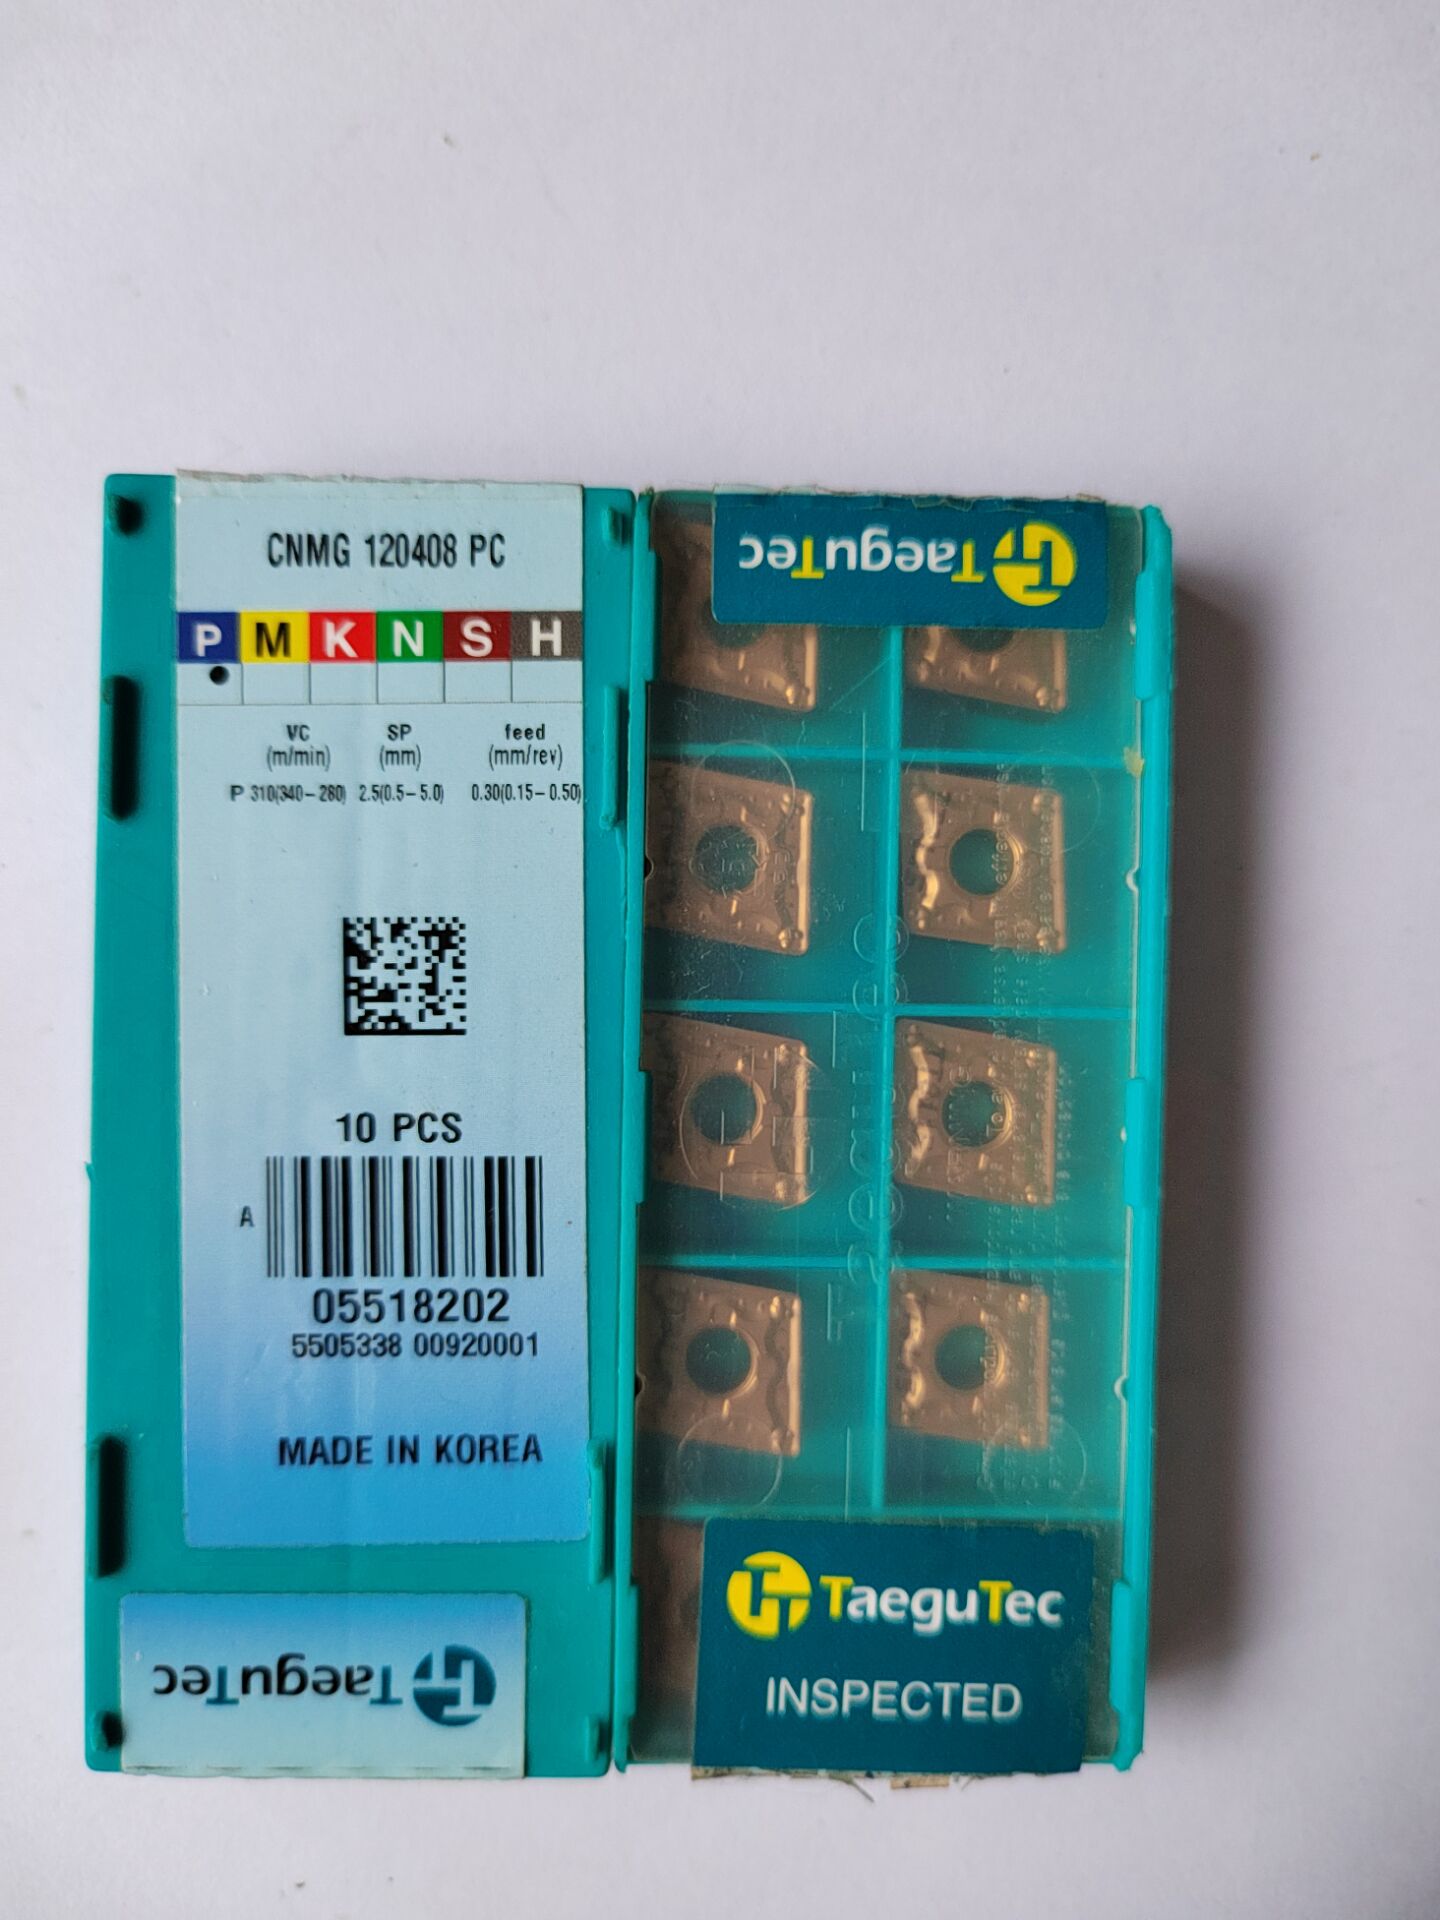 CNMG 120408 PC
P M K N S H
VC SP feed
(m/min) (mm) (mm/rev)
P 310(340-280) 2.5(0.5-5.0) 0.30(0.15-0.50)
10 PCS
A
05518202
5505338 00920001
MADE IN KOREA
TaeguTec
TaeguTec
TaeguTec
TaeguTec
INSPECTED